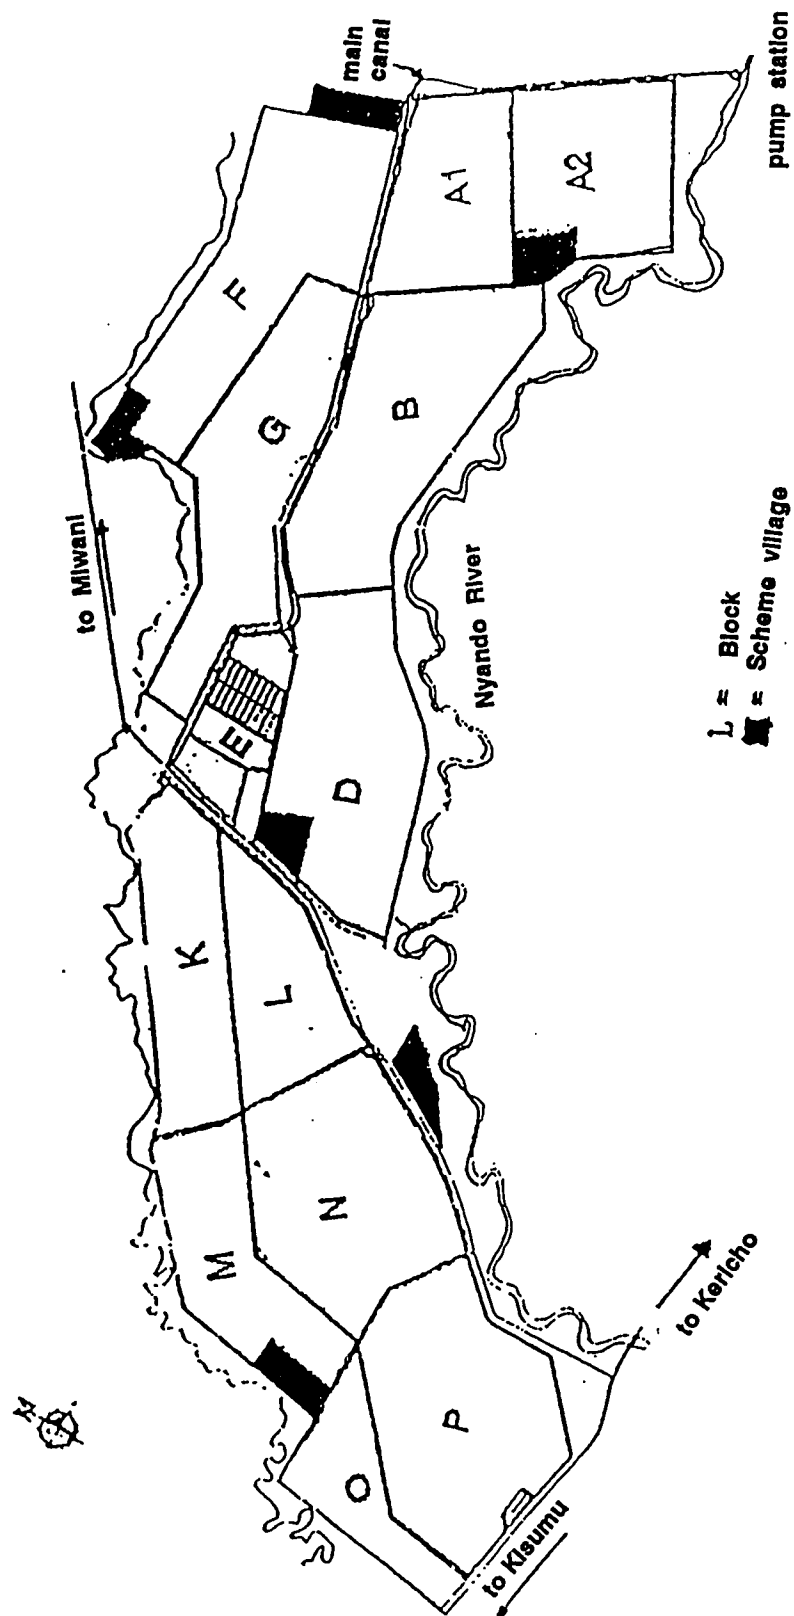 main
canal
pump station
A1
A2
F
G
B
to Miwani
Nyando River
E
D
L = Block
= Scheme village
K
L
M
N
to Kericho
P
O
to Kisumu
N